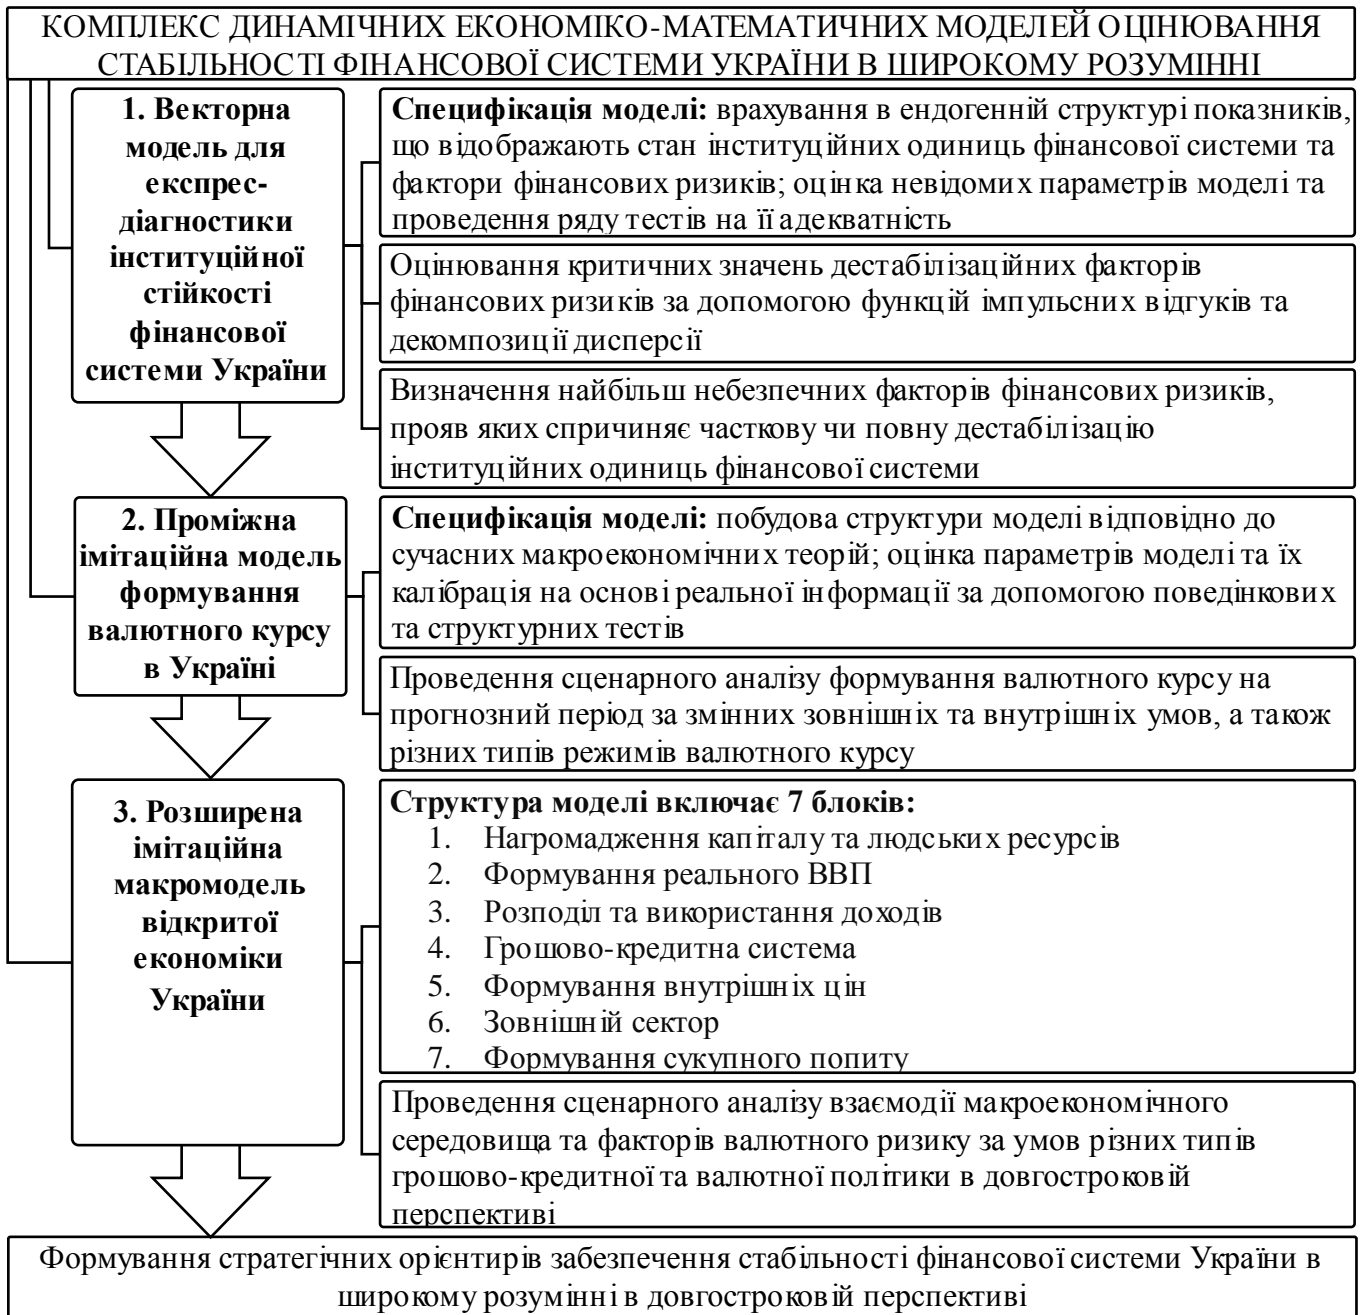 КОМПЛЕКС ДИНАМІЧНИХ ЕКОНОМІКО-МАТЕМАТИЧНИХ МОДЕЛЕЙ ОЦІНЮВАННЯ
СТАБІЛЬНОСТІ ФІНАНСОВОЇ СИСТЕМИ УКРАЇНИ В ШИРОКОМУ РОЗУМІННІ
1. Векторна
модель для
експрес-
діагностики
інституційної
стійкості
фінансової
системи України
Специфікація моделі: врахування в ендогенній структурі показників,
що відображають стан інституційних одиниць фінансової системи та
фактори фінансових ризиків; оцінка невідомих параметрів моделі та
проведення ряду тестів на її адекватність
Оцінювання критичних значень дестабілізаційних факторів
фінансових ризиків за допомогою функцій імпульсних відгуків та
декомпозиції дисперсії
Визначення найбільш небезпечних факторів фінансових ризиків,
прояв яких спричиняє часткову чи повну дестабілізацію
інституційних одиниць фінансової системи
2. Проміжна
імітаційна модель
формування
валютного курсу
в Україні
Специфікація моделі: побудова структури моделі відповідно до
сучасних макроекономічних теорій; оцінка параметрів моделі та їх
калібрація на основі реальної інформації за допомогою поведінкових
та структурних тестів
Проведення сценарного аналізу формування валютного курсу на
прогнозний період за змінних зовнішніх та внутрішніх умов, а також
різних типів режимів валютного курсу
3. Розширена
імітаційна
макромодель
відкритої
економіки
України
Структура моделі включає 7 блоків:
1. Нагромадження капіталу та людських ресурсів
2. Формування реального ВВП
3. Розподіл та використання доходів
4. Грошово-кредитна система
5. Формування внутрішніх цін
6. Зовнішній сектор
7. Формування сукупного попиту
Проведення сценарного аналізу взаємодії макроекономічного
середовища та факторів валютного ризику за умов різних типів
грошово-кредитної та валютної політики в довгостроковій
перспективі
Формування стратегічних орієнтирів забезпечення стабільності фінансової системи України в
широкому розумінні в довгостроковій перспективі